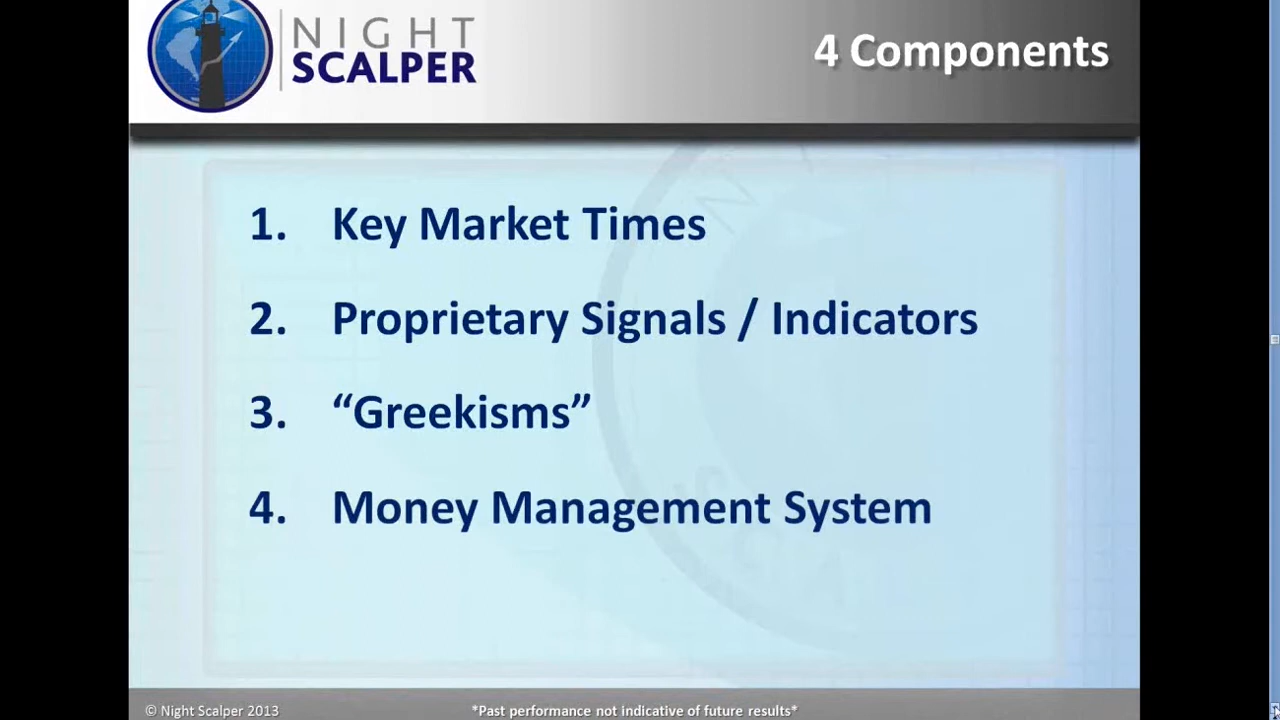 NIGHT
SCALPER
4 Components
1. Key Market Times
2. Proprietary Signals / Indicators
3. “Greekisms”
4. Money Management System
© Night Scalper 2013
*Past performance not indicative of future results*